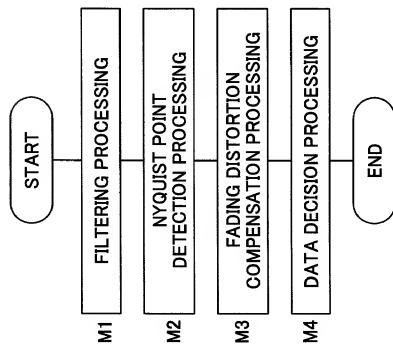 START
M1 FILTERING PROCESSING
M2 NYQUIST POINT
DETECTION PROCESSING
M3 FADING DISTORTION
COMPENSATION PROCESSING
M4 DATA DECISION PROCESSING
END